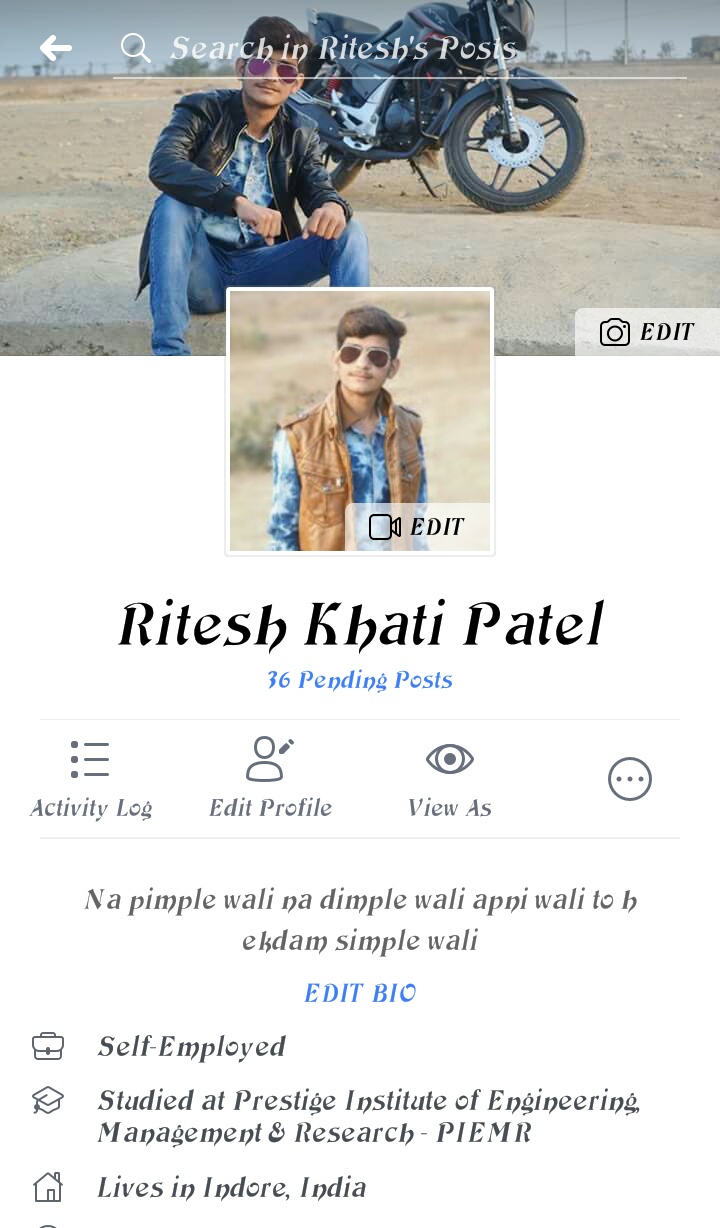 Search in Ritesh's Posts
EDIT
EDIT
Ritesh Khati Patel
36 Pending Posts
Activity Log
Edit Profile
View As
Na pimple wali na dimple wali apni wali to h
ekdam simple wali
EDIT BIO
Self-Employed
Studied at Prestige Institute of Engineering,
Management & Research - PIEMR
Lives in Indore, India